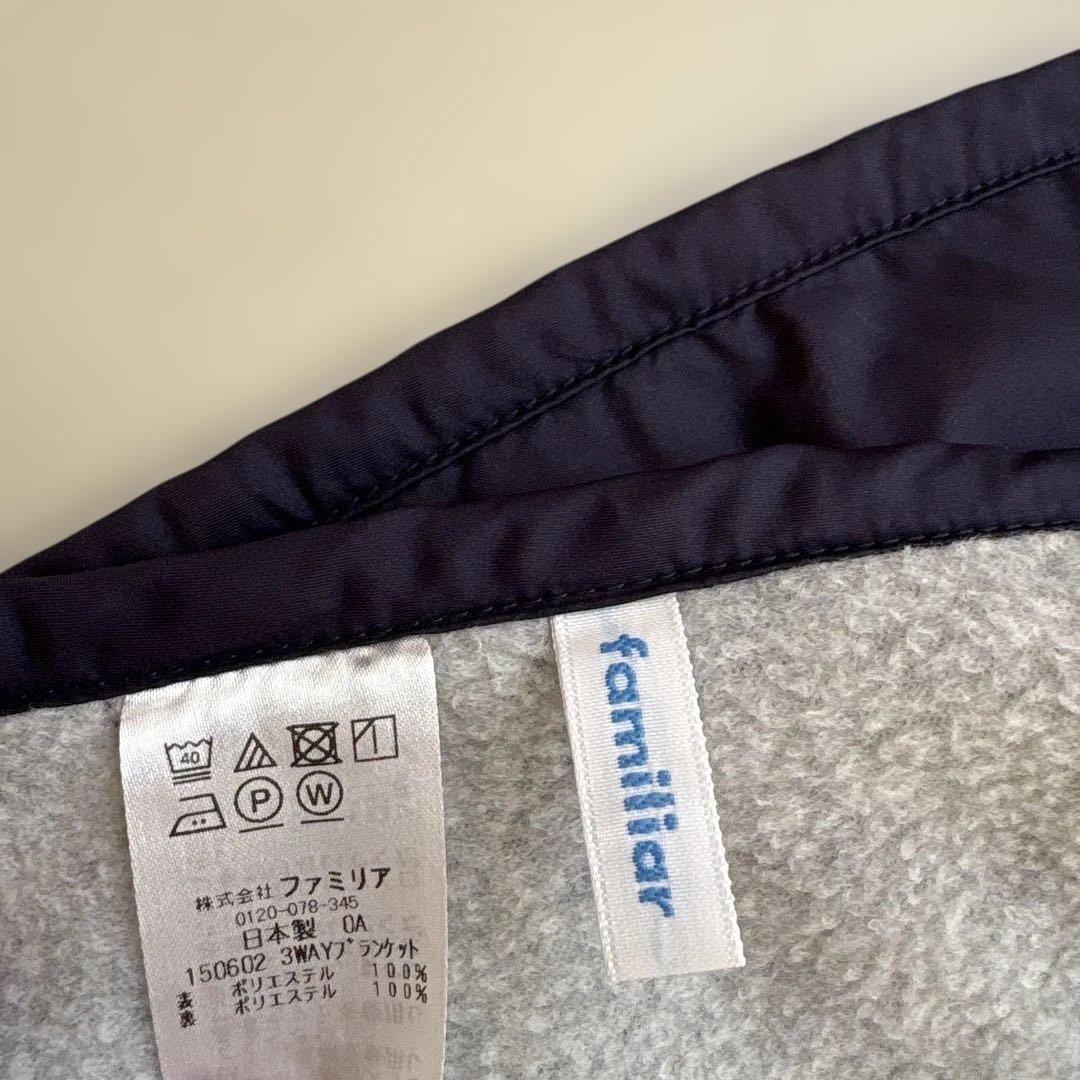 40
P W
株式会社 ファミリア
0120-078-345
日本製 0A
150602 3WAYブランケット
表 ポリエステル 100%
裏 ポリエステル 100%
familiar